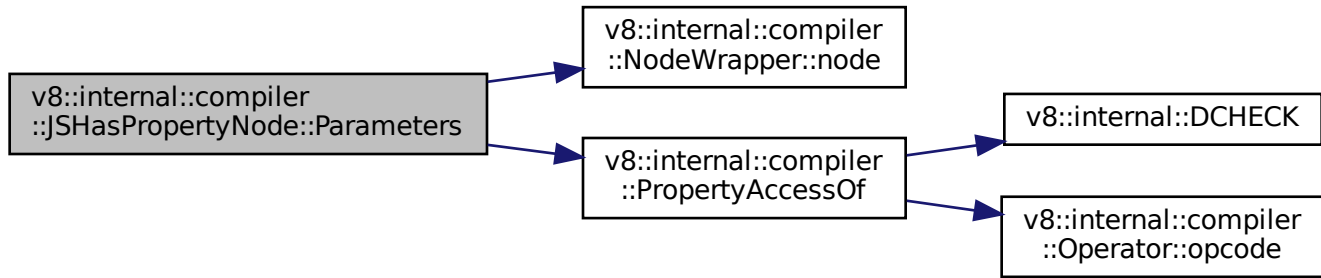 v8::internal::compiler
::JSHasPropertyNode::Parameters
v8::internal::compiler
::NodeWrapper::node
v8::internal::compiler
::PropertyAccessOf
v8::internal::DCHECK
v8::internal::compiler
::Operator::opcode